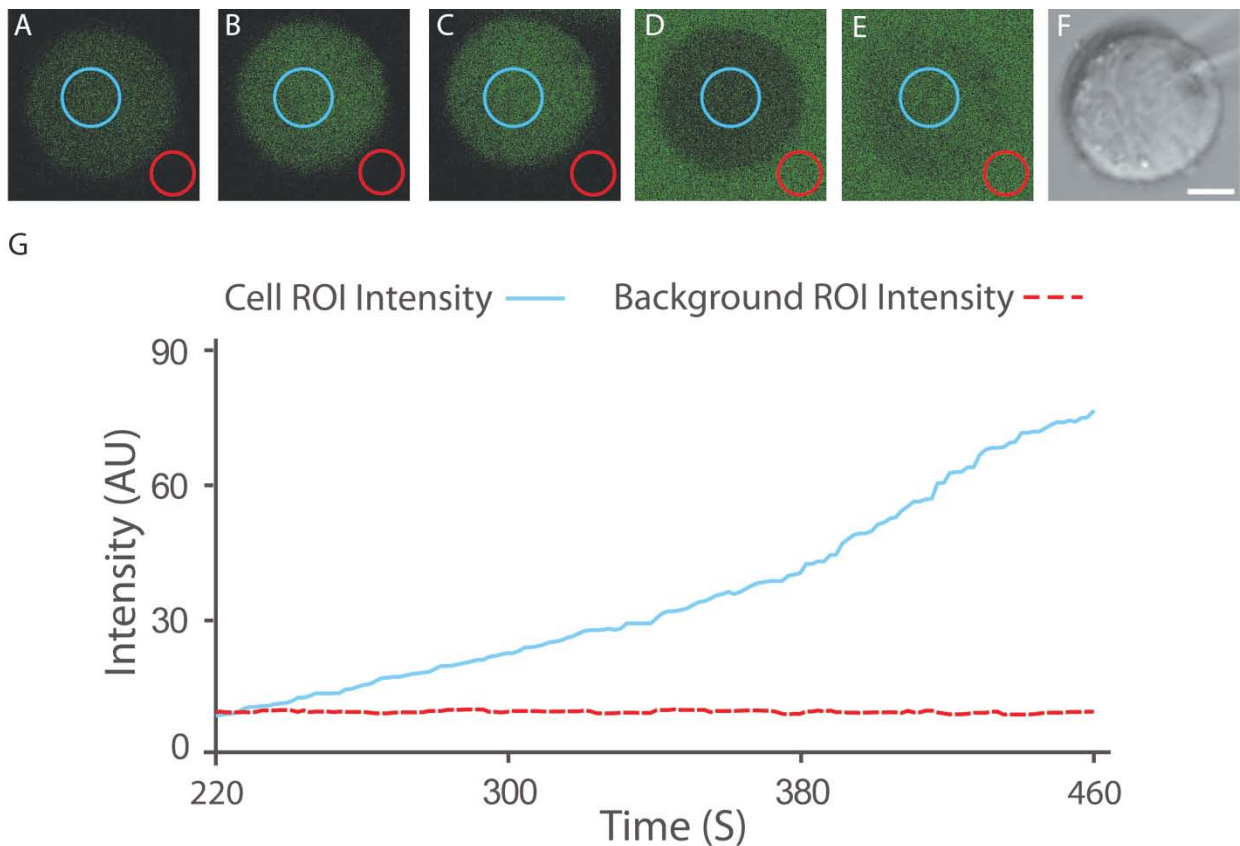 A B C D E F
G
Cell ROI Intensity Background ROI Intensity
90
60
30
0
Intensity (AU)
220 300 380 460
Time (S)